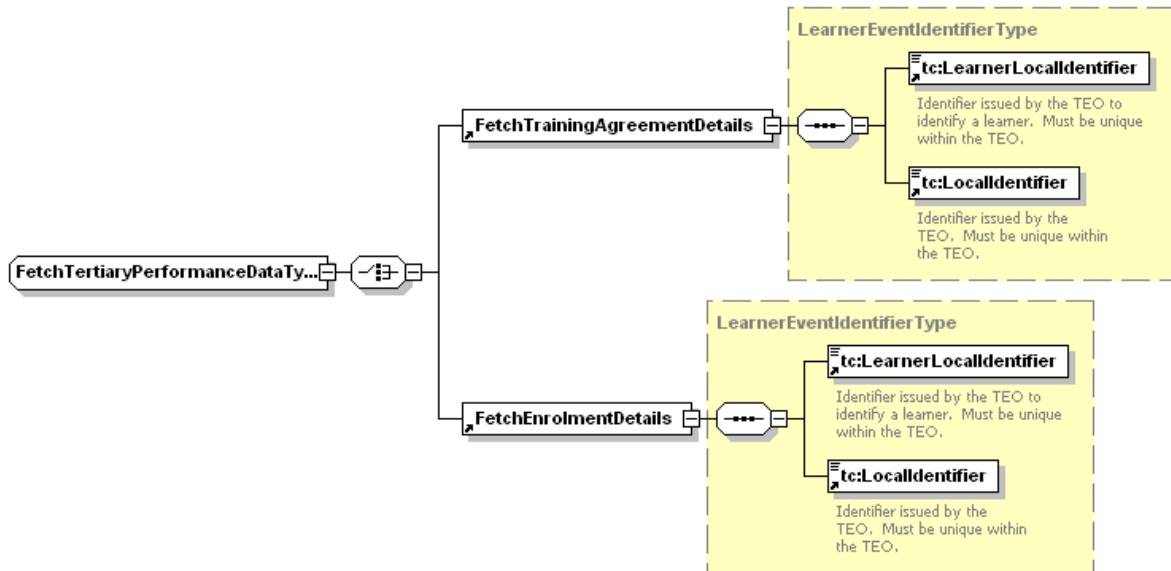 LearnerEventIdentifierType
tc:LearnerLocalIdentifier
Identifier issued by the TEO to
identify a learner.  Must be unique
within the TEO.
FetchTrainingAgreementDetails
tc:LocalIdentifier
Identifier issued by the
TEO.  Must be unique within
the TEO.
FetchTertiaryPerformanceDataTy...
LearnerEventIdentifierType
tc:LearnerLocalIdentifier
Identifier issued by the TEO to
identify a learner.  Must be unique
within the TEO.
FetchEnrolmentDetails
tc:LocalIdentifier
Identifier issued by the
TEO.  Must be unique within
the TEO.